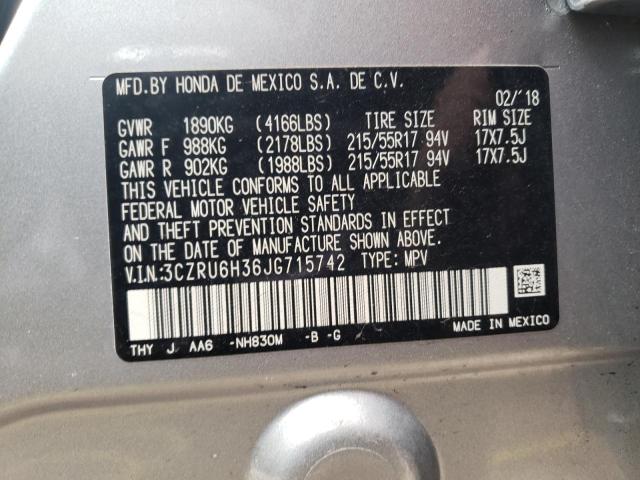 MFD.BY HONDA DE MEXICO S.A. DE C.V.
02/'18
GVWR 1890KG (4166LBS) TIRE SIZE RIM SIZE
GAWR F 988KG (2178LBS) 215/55R17 94V 17X7.5J
GAWR R 902KG (1988LBS) 215/55R17 94V 17X7.5J
THIS VEHICLE CONFORMS TO ALL APPLICABLE
FEDERAL MOTOR VEHICLE SAFETY
AND THEFT PREVENTION STANDARDS IN EFFECT
ON THE DATE OF MANUFACTURE SHOWN ABOVE.
V.I.N:3CZRU6H36JG715742 TYPE: MPV
THY J AA6 -NH830M -B -G MADE IN MEXICO